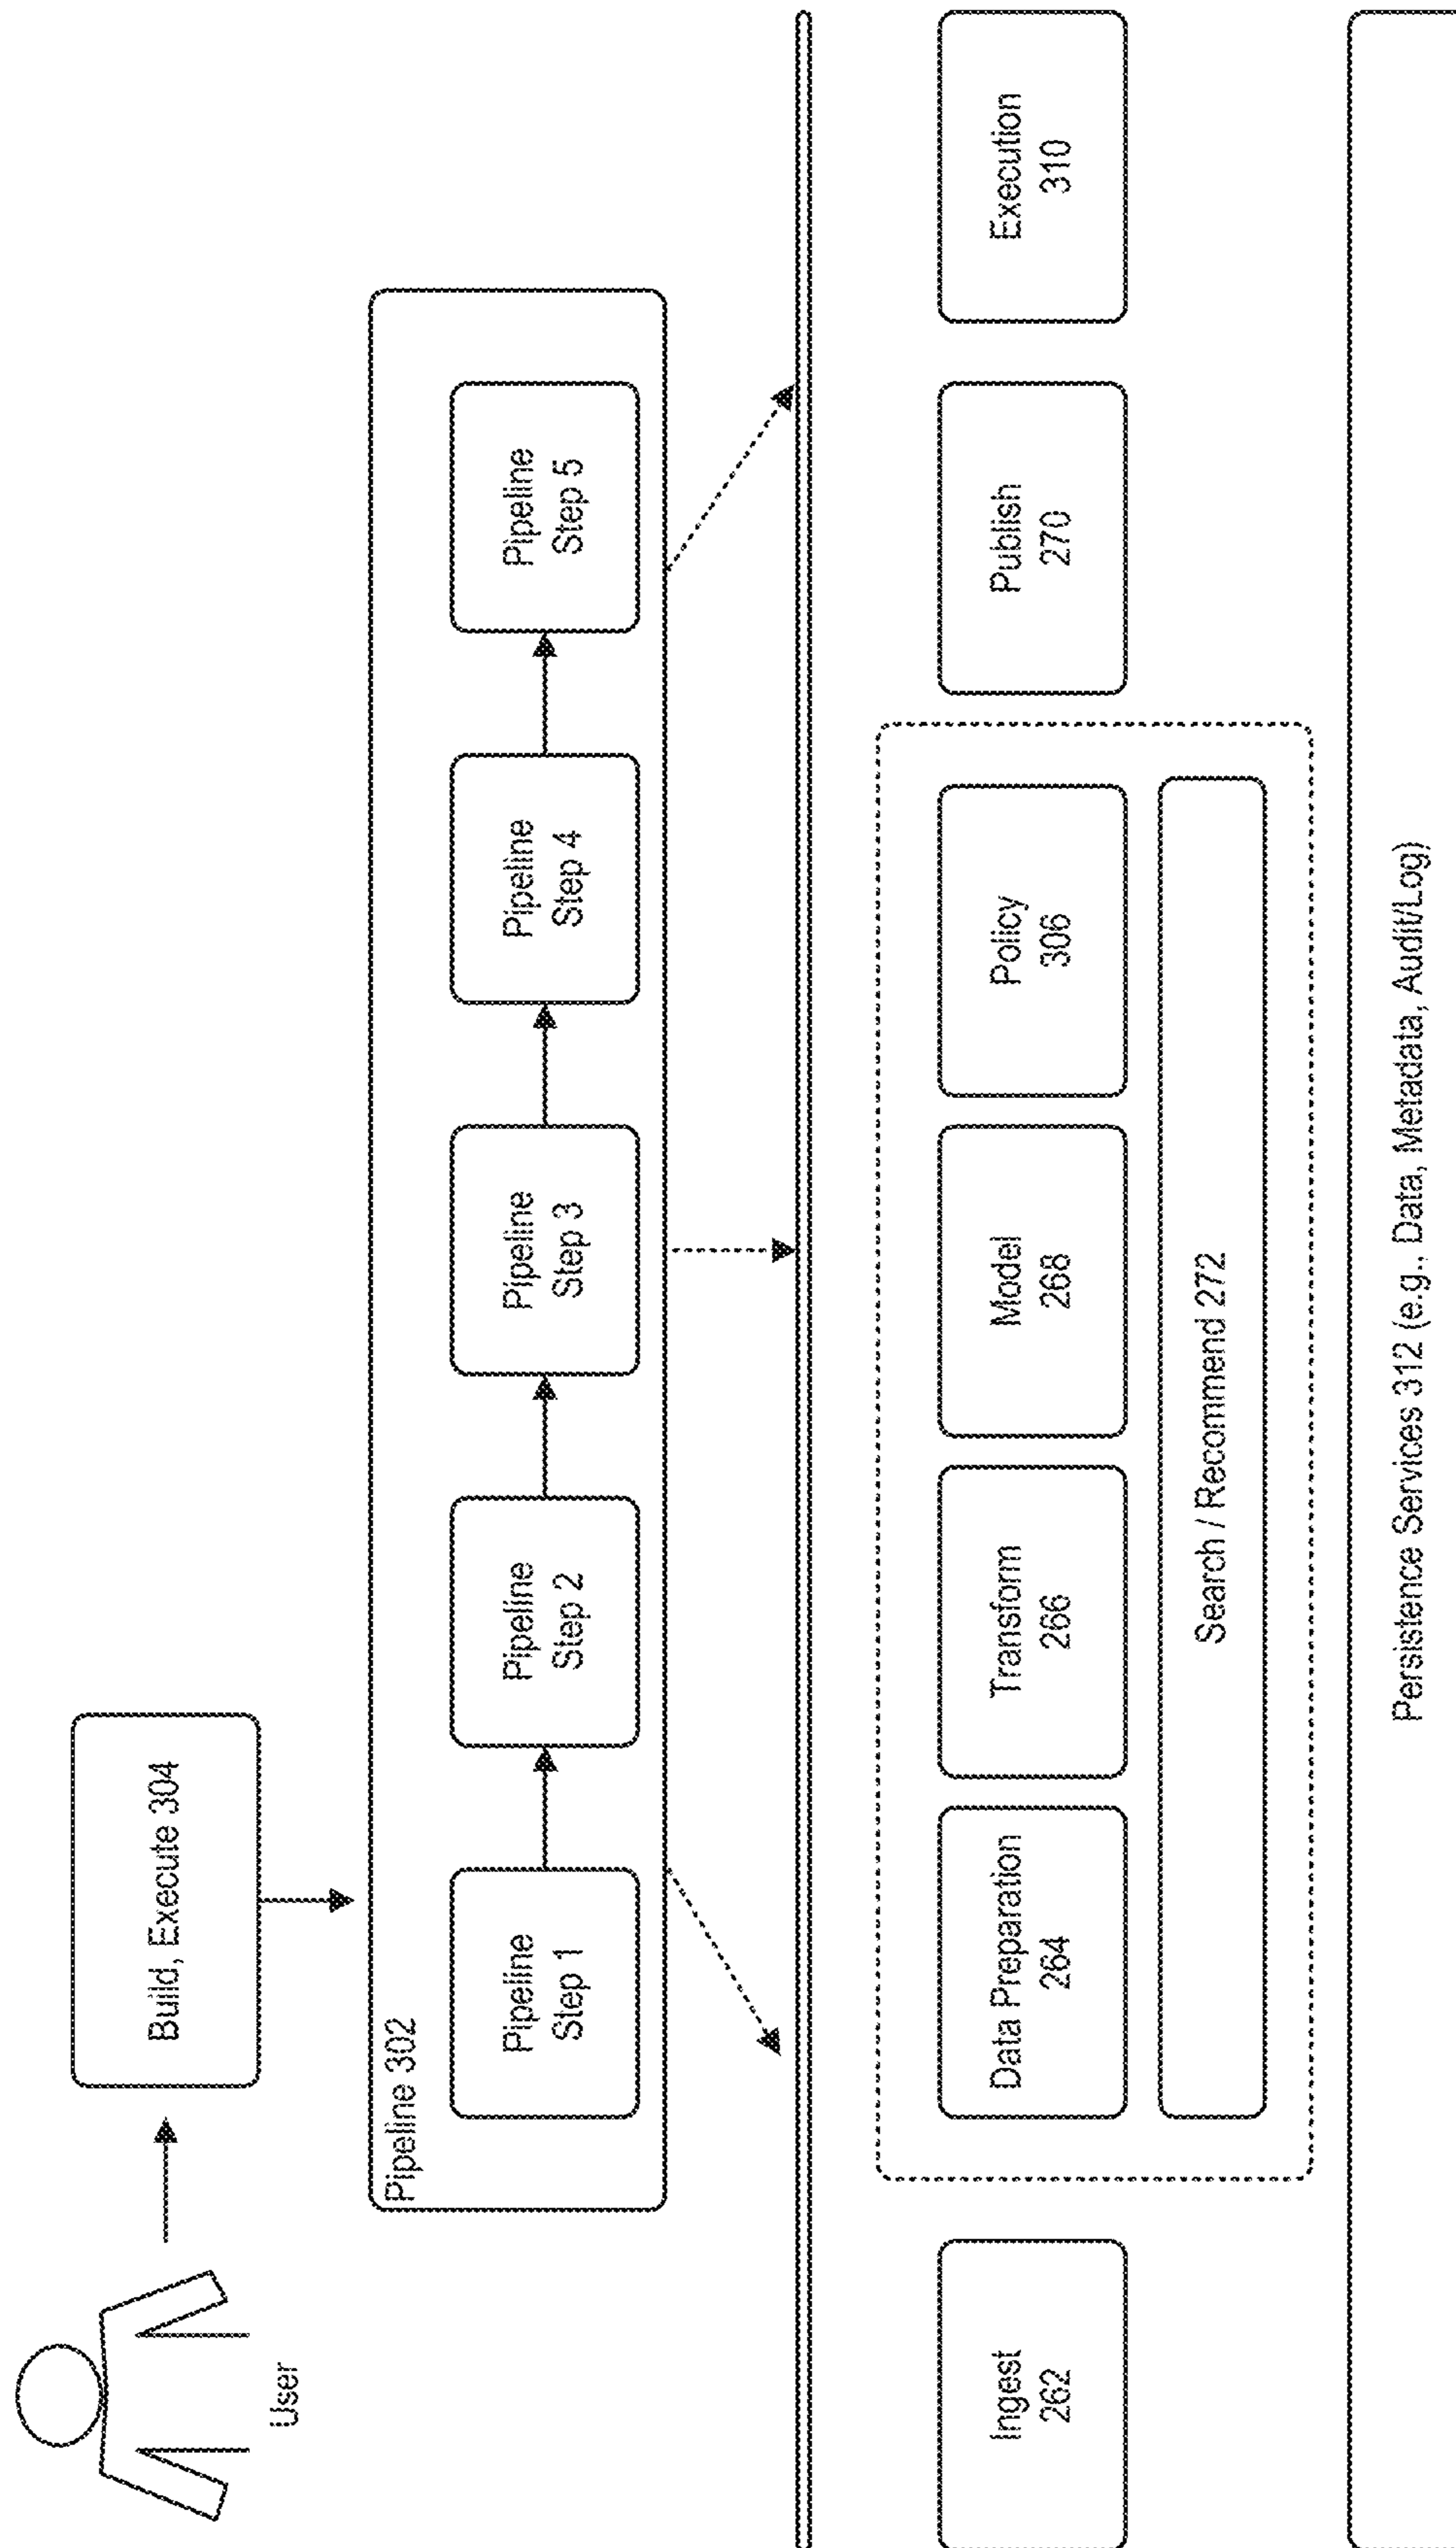 User
Build, Execute 304
Pipeline 302
Pipeline
Step 1
Pipeline
Step 2
Pipeline
Step 3
Pipeline
Step 4
Pipeline
Step 5
Ingest
262
Data Preparation
264
Transform
266
Model
268
Policy
306
Search / Recommend 272
Publish
270
Execution
310
Persistence Services 312 (e.g., Data, Metadata, Audit/Log)